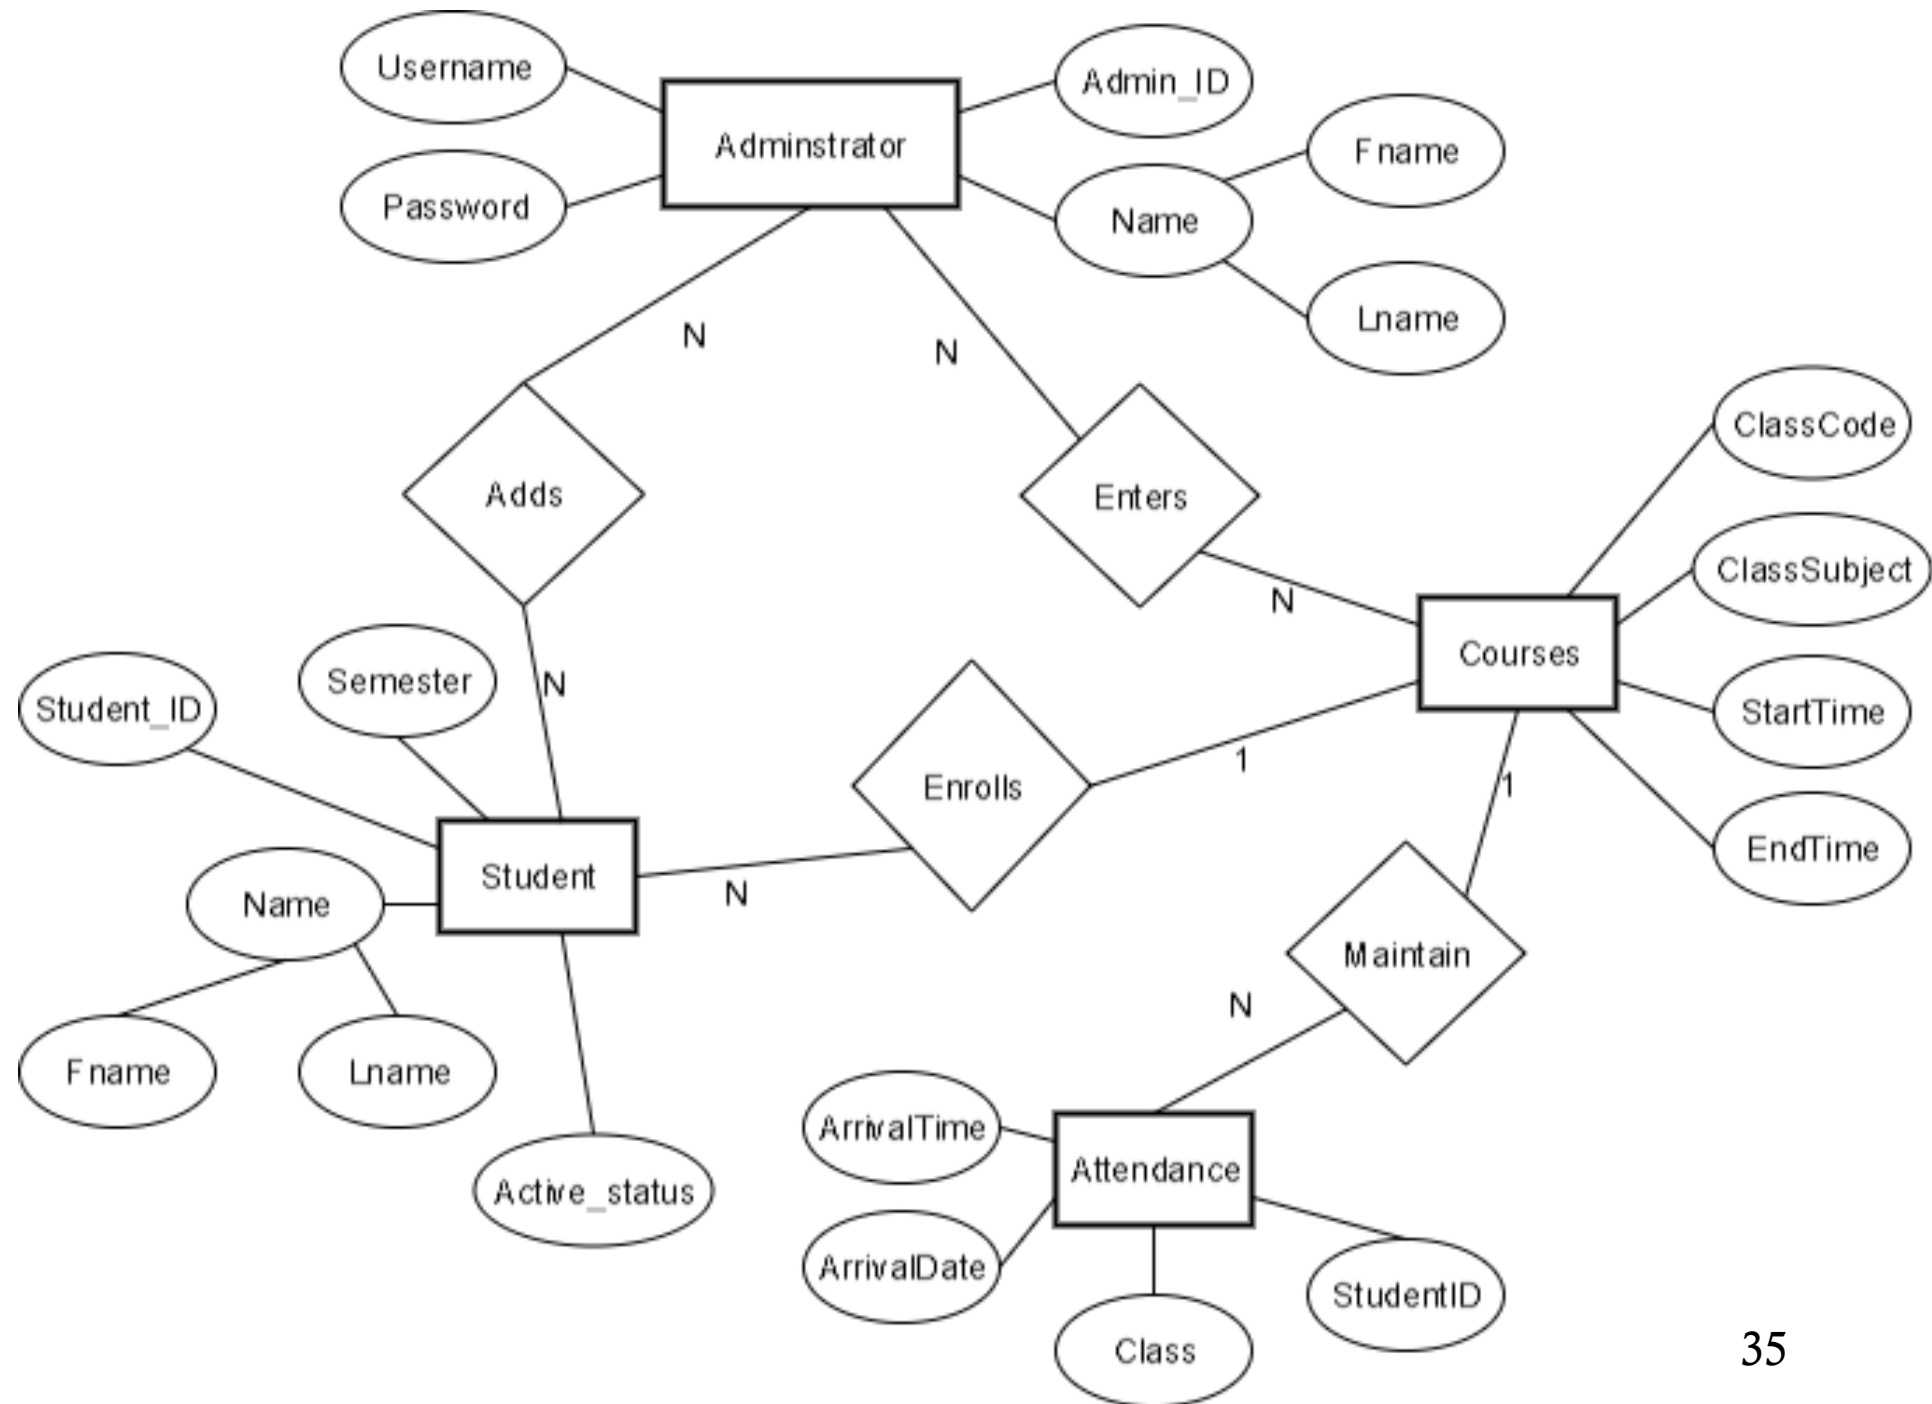 Username
Admin_ID
Adminstrator
Fname
Password
Name
Lname
N
N
ClassCode
Adds
Enters
ClassSubject
N
Courses
Semester
N
Student_ID
StartTime
1
Enrolls
1
EndTime
Student
N
Name
Maintain
N
Fname
Lname
ArrivalTime
Attendance
Active_status
ArrivalDate
StudentID
Class
35